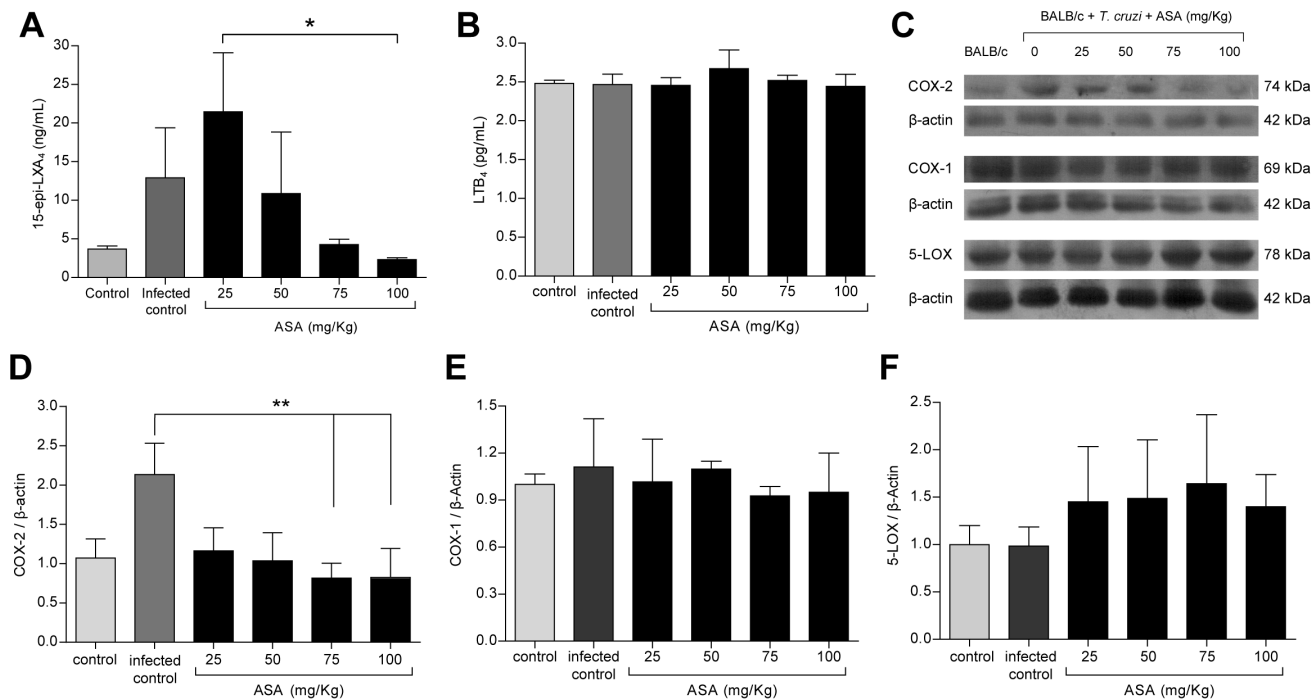 A
*
15-epi-LXA4 (ng/mL)
30
25
20
15
10
5
0
Control
Infected
control
25
50
75
100
ASA (mg/Kg)
B
LTB4 (pg/mL)
3.0
2.5
2.0
1.5
1.0
0.5
0.0
control
infected
control
25
50
75
100
ASA (mg/Kg)
C
BALB/c + T. cruzi + ASA (mg/Kg)
BALB/c 0 25 50 75 100
COX-2 74 kDa
β-actin 42 kDa
COX-1 69 kDa
β-actin 42 kDa
5-LOX 78 kDa
β-actin 42 kDa
D
**
COX-2 / β-actin
3.0
2.5
2.0
1.5
1.0
0.5
0.0
control
infected
control
25
50
75
100
ASA (mg/Kg)
E
COX-1 / β-Actin
1.5
1.2
0.9
0.6
0.3
0.0
control
infected
control
25
50
75
100
ASA (mg/Kg)
F
5-LOX / β-Actin
2.5
2.0
1.5
1.0
0.5
0.0
control
infected
control
25
50
75
100
ASA (mg/Kg)